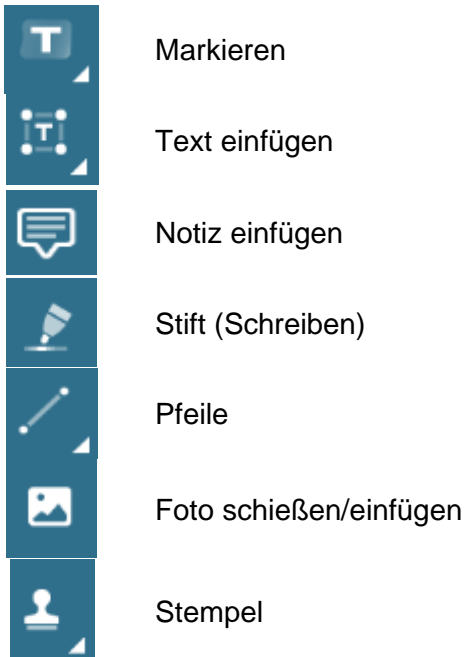 T
Markieren
T
Text einfügen
Notiz einfügen
Stift (Schreiben)
Pfeile
Foto schießen/einfügen
Stempel